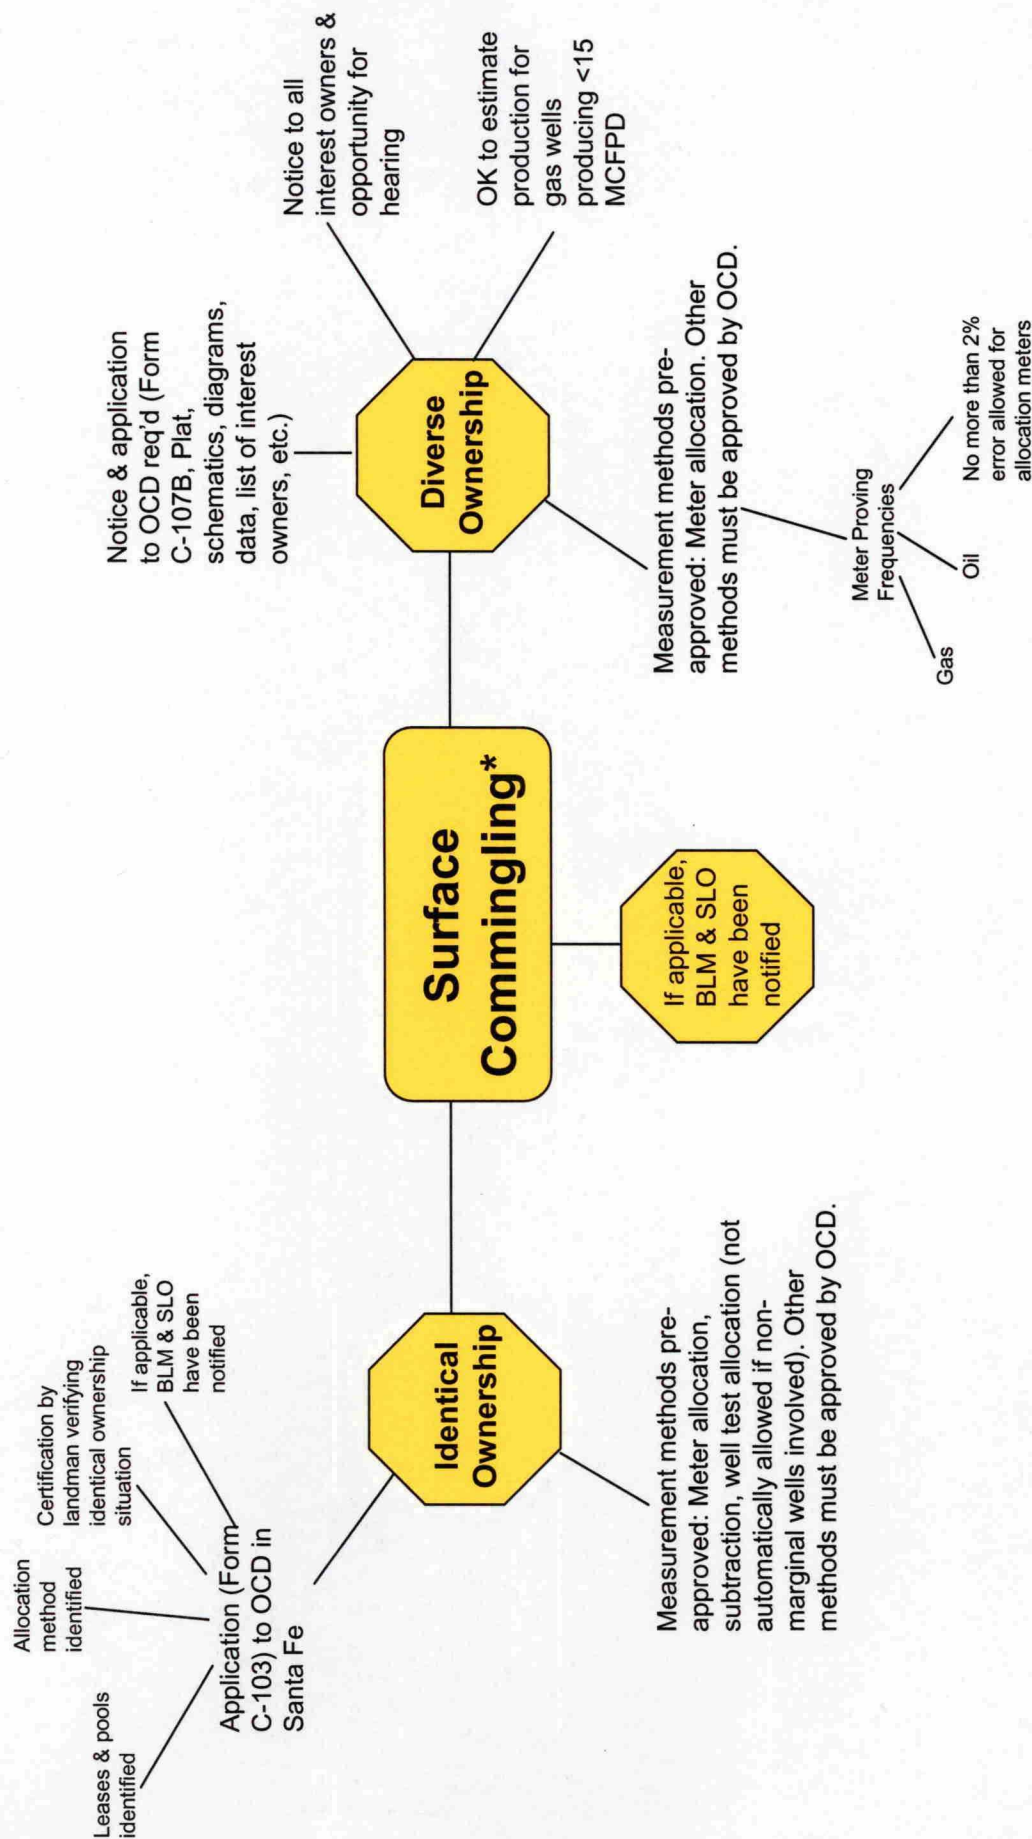 Surface
Commingling*
Identical
Ownership
Application (Form
C-103) to OCD in
Santa Fe
Leases & pools
identified
Allocation
method
identified
Certification by
landman verifying
identical ownership
situation
If applicable,
BLM & SLO
have been
notified
Measurement methods pre-
approved: Meter allocation,
subtraction, well test allocation (not
automatically allowed if non-
marginal wells involved). Other
methods must be approved by OCD.
If applicable,
BLM & SLO
have been
notified
Diverse
Ownership
Notice & application
to OCD req'd (Form
C-107B, Plat,
schematics, diagrams,
data, list of interest
owners, etc.)
Notice to all
interest owners &
opportunity for
hearing
OK to estimate
production for
gas wells
producing <15
MCFPD
Measurement methods pre-
approved: Meter allocation. Other
methods must be approved by OCD.
Meter Proving
Frequencies
Gas
Oil
No more than 2%
error allowed for
allocation meters